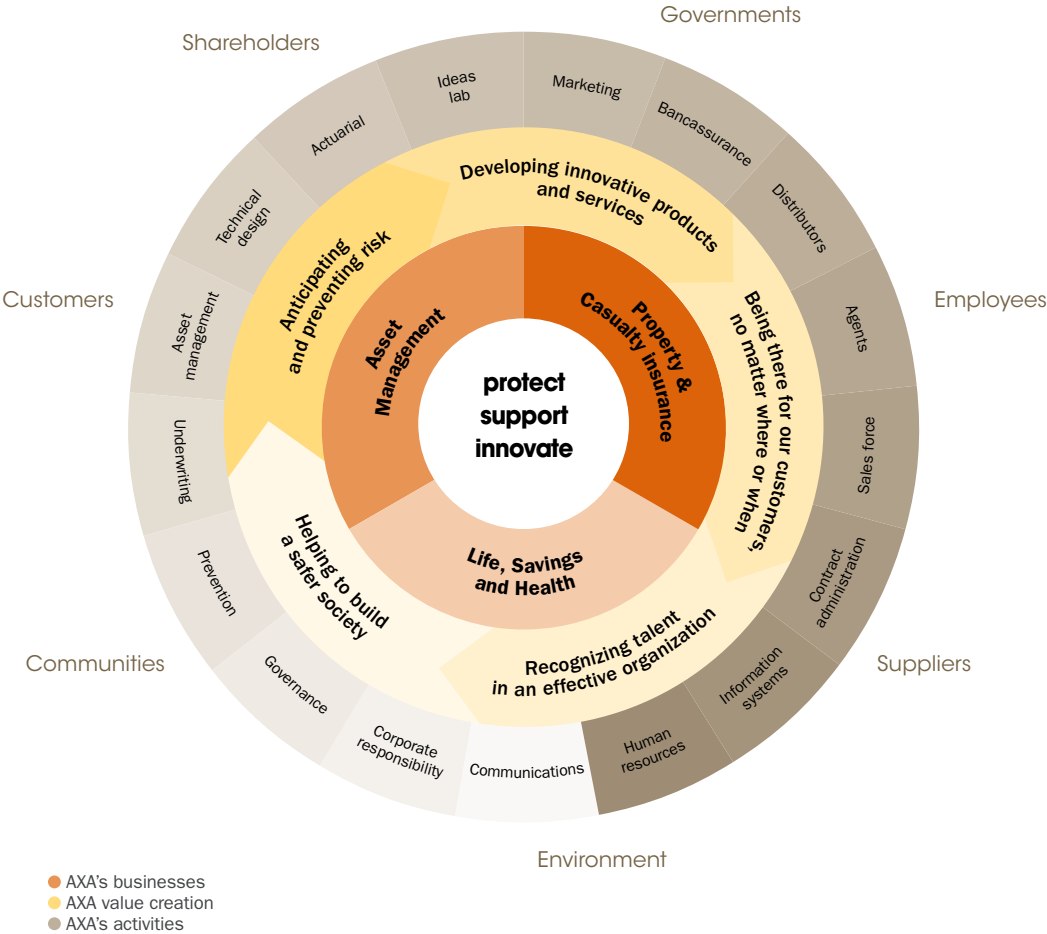 Governments
Shareholders
Ideas
lab
Marketing
Bancassurance
Distributors
Agents
Sales force
Contract
administration
Information
systems
Human
resources
Communications
Corporate
responsibility
Governance
Prevention
Underwriting
Asset
management
Technical
design
Actuarial
Developing innovative products
and services
Being there for our customers,
no matter where or when
Recognizing talent
in an effective organization
Helping to build
a safer society
Anticipating
and preventing risk
Property &
Casualty insurance
Life, Savings
and Health
Asset
Management
protect
support
innovate
Customers
Employees
Communities
Suppliers
Environment
AXA's businesses
AXA value creation
AXA's activities